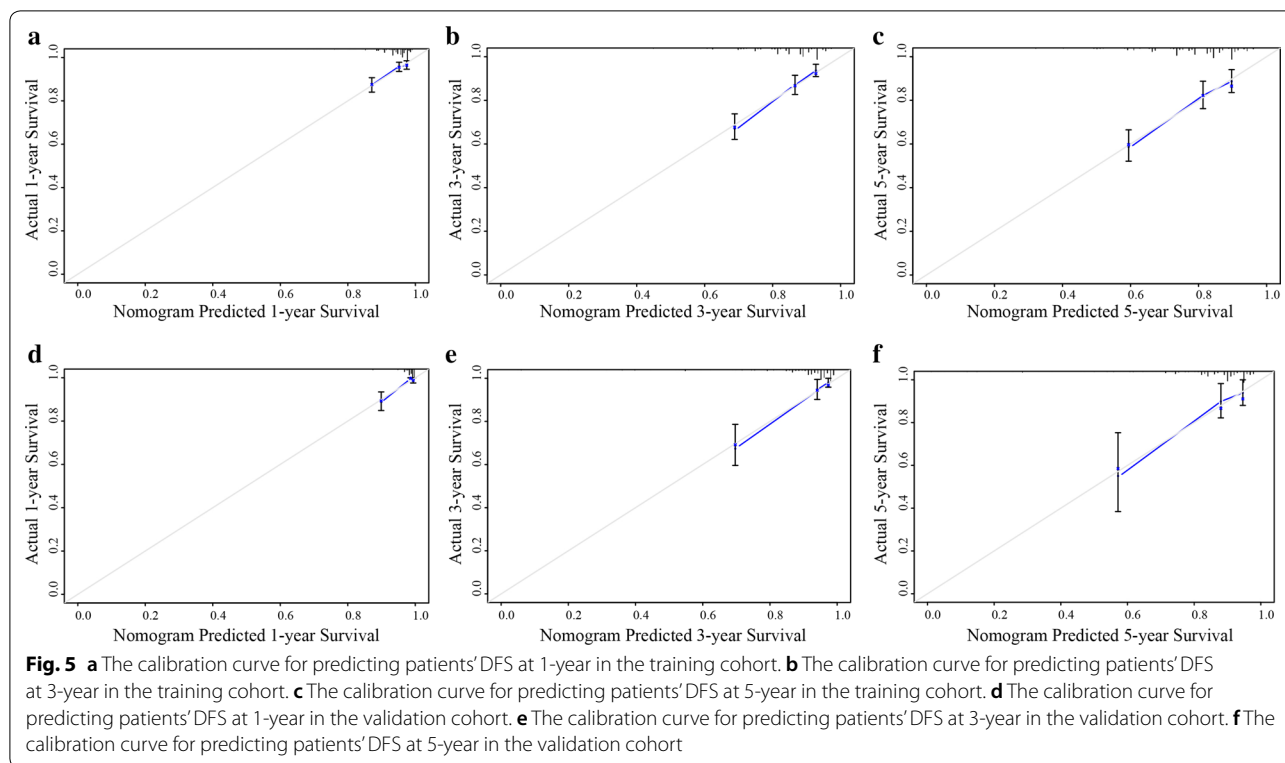 a
b
c
Actual 1-year Survival
0.0 0.2 0.4 0.6 0.8 1.0
0.0 0.2 0.4 0.6 0.8 1.0
Nomogram Predicted 1-year Survival
Actual 3-year Survival
0.0 0.2 0.4 0.6 0.8 1.0
0.0 0.2 0.4 0.6 0.8 1.0
Nomogram Predicted 3-year Survival
Actual 5-year Survival
0.0 0.2 0.4 0.6 0.8 1.0
0.0 0.2 0.4 0.6 0.8 1.0
Nomogram Predicted 5-year Survival
d
e
f
Actual 1-year Survival
0.0 0.2 0.4 0.6 0.8 1.0
0.0 0.2 0.4 0.6 0.8 1.0
Nomogram Predicted 1-year Survival
Actual 3-year Survival
0.0 0.2 0.4 0.6 0.8 1.0
0.0 0.2 0.4 0.6 0.8 1.0
Nomogram Predicted 3-year Survival
Actual 5-year Survival
0.0 0.2 0.4 0.6 0.8 1.0
0.0 0.2 0.4 0.6 0.8 1.0
Nomogram Predicted 5-year Survival
Fig. 5 a The calibration curve for predicting patients' DFS at 1-year in the training cohort. b The calibration curve for predicting patients' DFS
at 3-year in the training cohort. c The calibration curve for predicting patients' DFS at 5-year in the training cohort. d The calibration curve for
predicting patients' DFS at 1-year in the validation cohort. e The calibration curve for predicting patients' DFS at 3-year in the validation cohort. f The
calibration curve for predicting patients' DFS at 5-year in the validation cohort